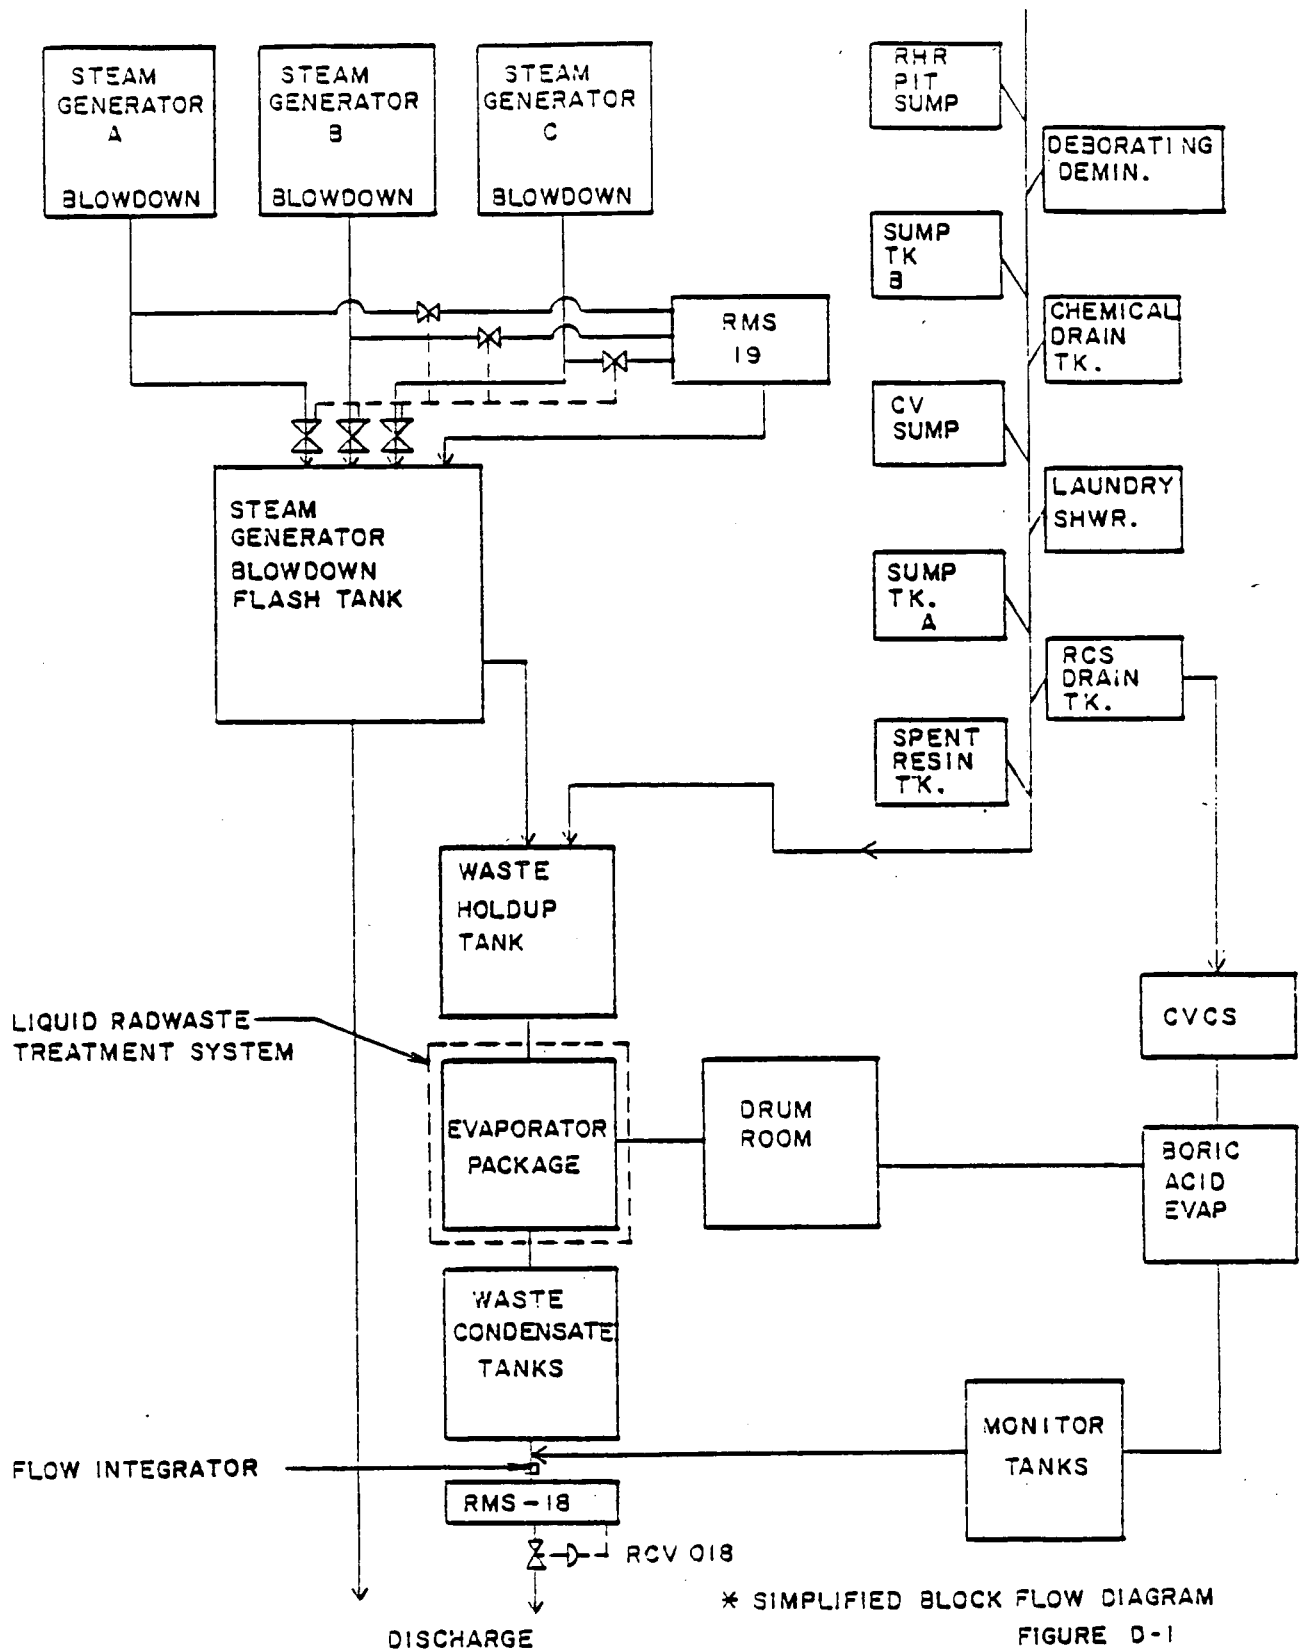 STEAM
GENERATOR
A
BLOWDOWN
STEAM
GENERATOR
B
BLOWDOWN
STEAM
GENERATOR
C
BLOWDOWN
RHR
PIT
SUMP
DEBORATING
DEMIN.
SUMP
TK
B
CHEMICAL
DRAIN
TK.
RMS
19
CV
SUMP
LAUNDRY
SHWR.
STEAM
GENERATOR
BLOWDOWN
FLASH TANK
SUMP
TK.
A
RCS
DRAIN
TK.
SPENT
RESIN
TK.
WASTE
HOLDUP
TANK
CVCS
LIQUID RADWASTE
TREATMENT SYSTEM
EVAPORATOR
PACKAGE
DRUM
ROOM
BORIC
ACID
EVAP
WASTE
CONDENSATE
TANKS
MONITOR
TANKS
FLOW INTEGRATOR
RMS-18
RCV 018
* SIMPLIFIED BLOCK FLOW DIAGRAM
FIGURE D-1
DISCHARGE